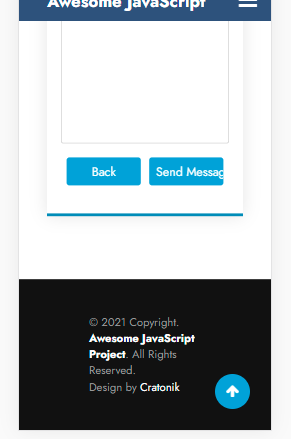 Awesome JavaScript
Back
Send Messag
© 2021 Copyright.
Awesome JavaScript
Project. All Rights
Reserved.
Design by Cratonik